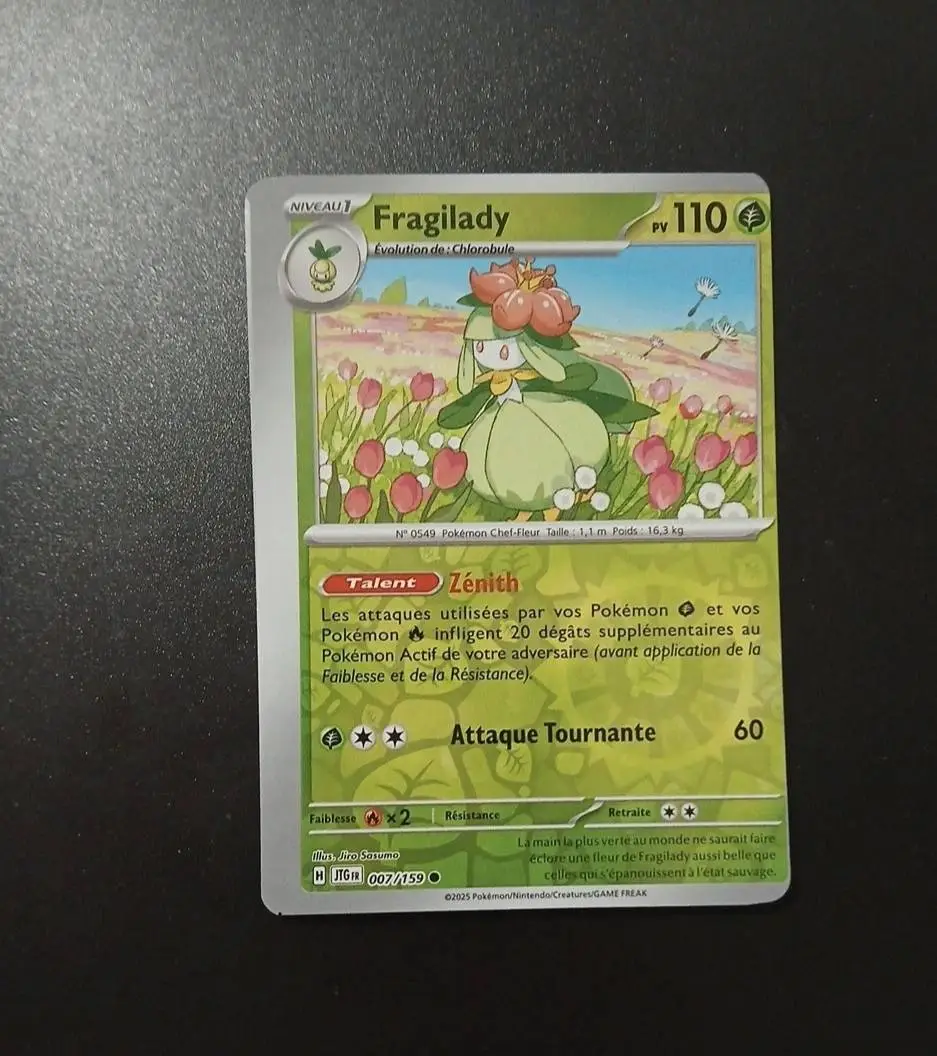 NIVEAU 1
Fragilady
PV 110
Évolution de : Chlorobule
N° 0549 Pokémon Chef-Fleur Taille : 1,1 m Poids : 16,3 kg
Talent Zénith
Les attaques utilisées par vos Pokémon et vos
Pokémon infligent 20 dégâts supplémentaires au
Pokémon Actif de votre adversaire (avant application de la
Faiblesse et de la Résistance).
Attaque Tournante 60
Faiblesse ×2 Résistance Retraite
La main la plus verte au monde ne saurait faire
éclore une fleur de Fragilady aussi belle que
celles qui s'épanouissent à l'état sauvage.
Illus. Jiro Sasumo
H JTG FR 007/159
©2025 Pokémon/Nintendo/Creatures/GAME FREAK